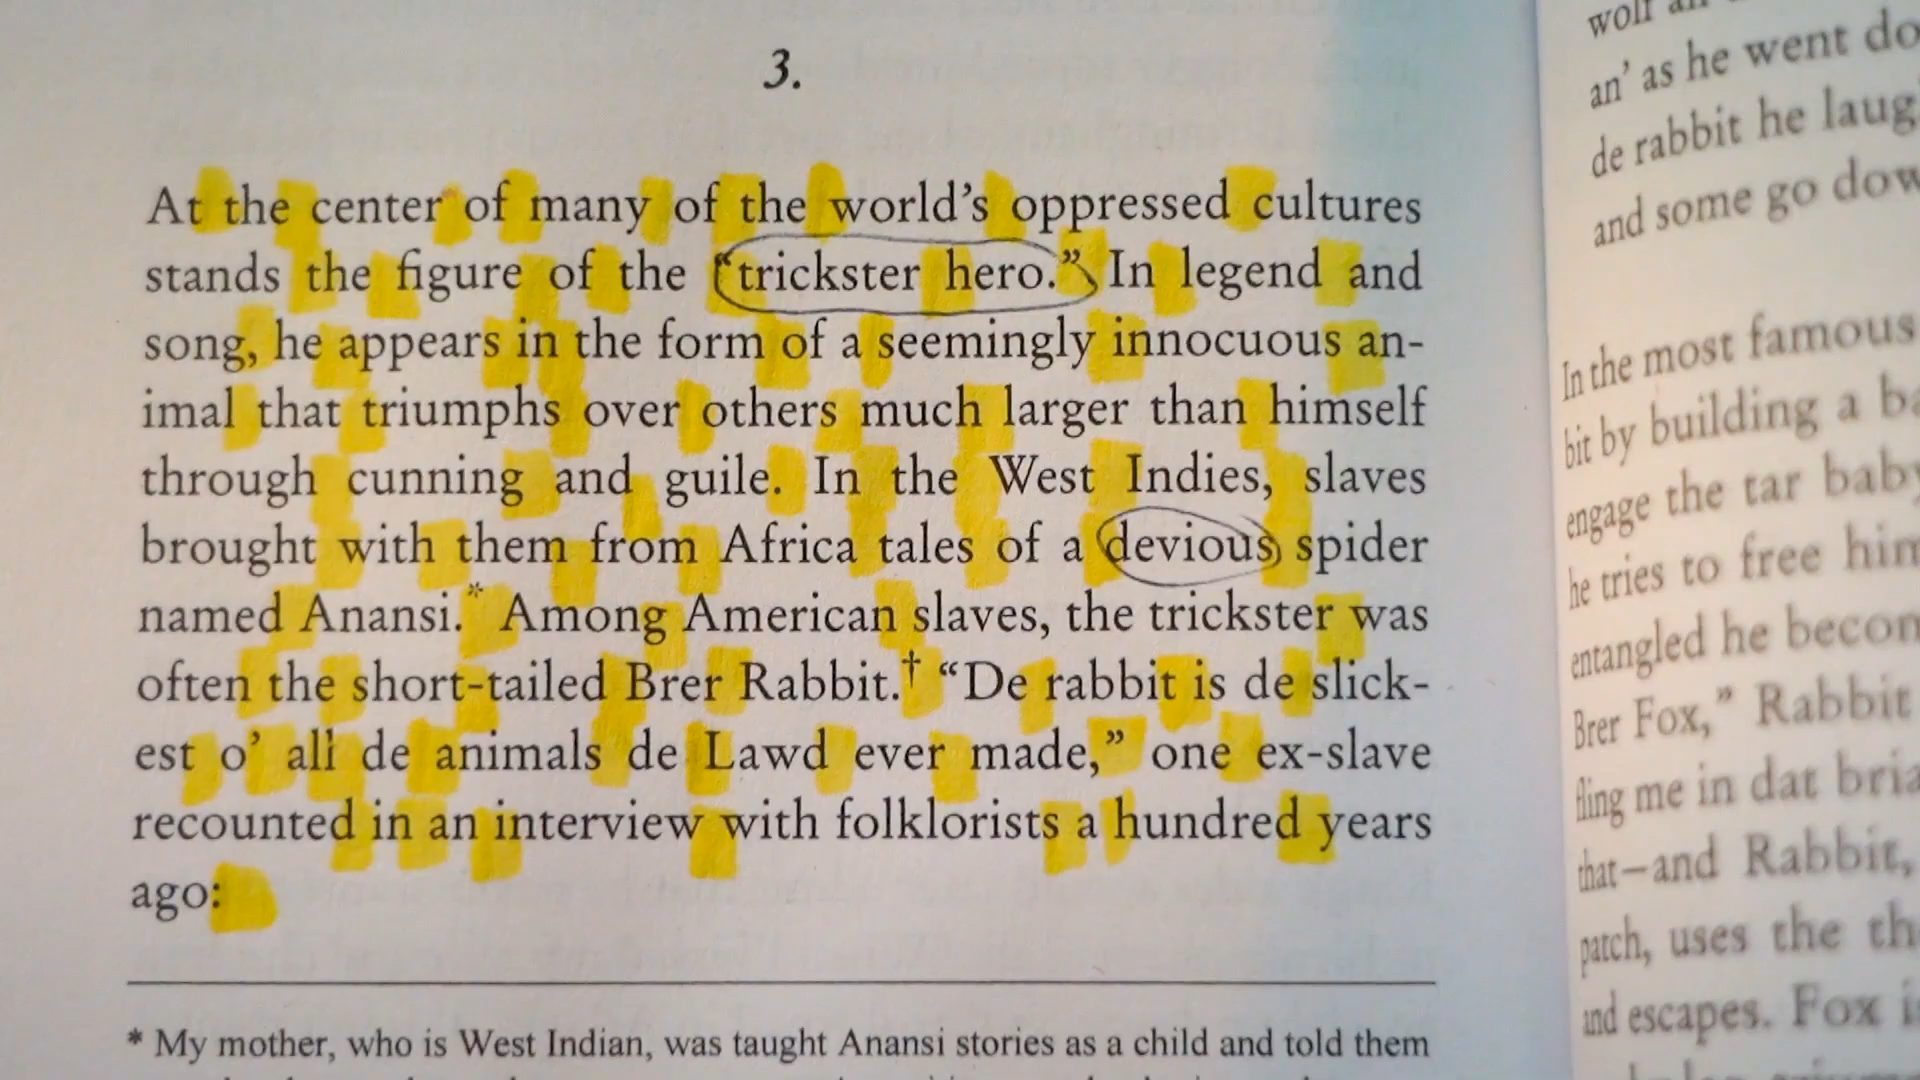 3.
At the center of many of the world's oppressed cultures
stands the figure of the “trickster hero.” In legend and
song, he appears in the form of a seemingly innocuous an-
imal that triumphs over others much larger than himself
through cunning and guile. In the West Indies, slaves
brought with them from Africa tales of a devious spider
named Anansi.* Among American slaves, the trickster was
often the short-tailed Brer Rabbit.† “De rabbit is de slick-
est o’ all de animals de Lawd ever made,” one ex-slave
recounted in an interview with folklorists a hundred years
ago:
* My mother, who is West Indian, was taught Anansi stories as a child and told them
wolf
an’ as he went
de rabbit he
and some go
In the most famous
bit by building a
engage the tar
he tries to free
entangled he
Brer Fox,” Rabbit
fling me in dat
that—and Rabbit,
patch, uses the
and escapes. Fox